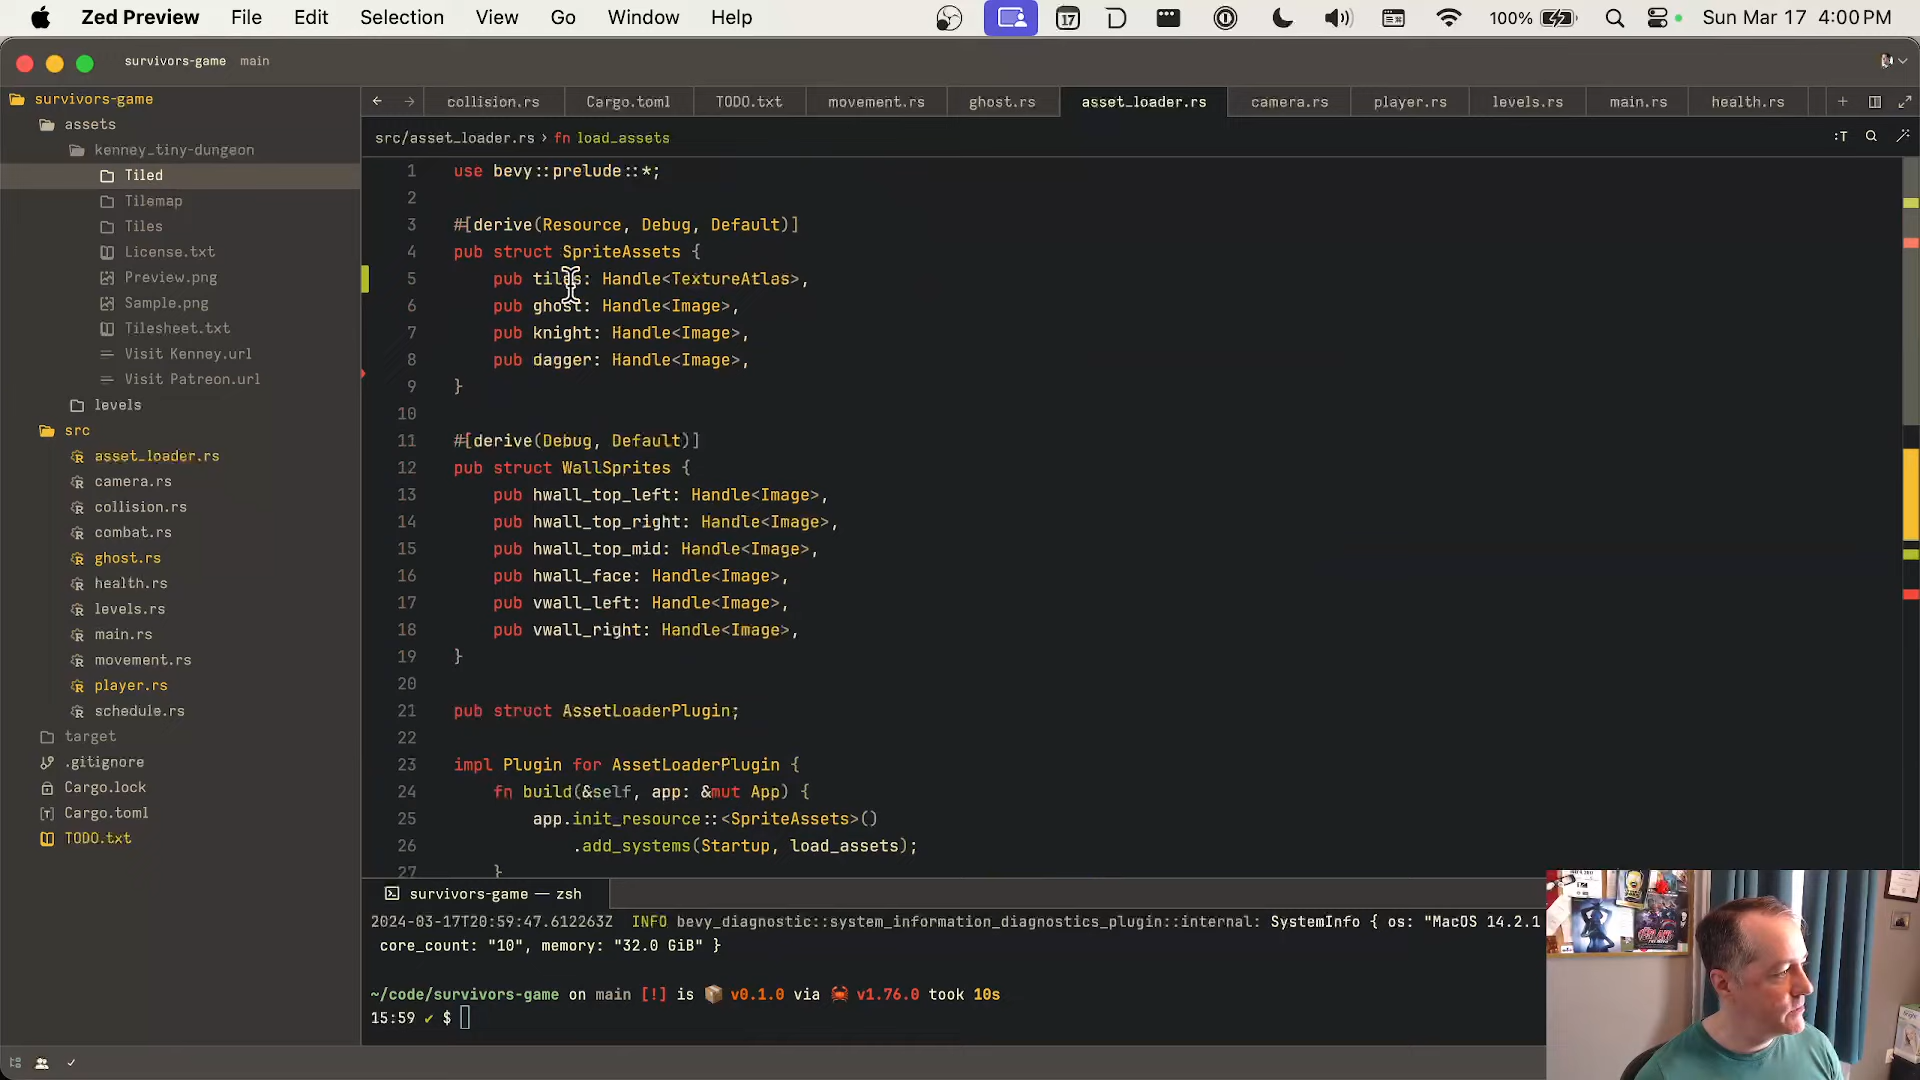 Zed Preview File Edit Selection View Go Window Help 17 100% Sun Mar 17 4:00 PM
survivors-game main
survivors-game
assets
kenney_tiny-dungeon
Tiled
Tilemap
Tiles
License.txt
Preview.png
Sample.png
Tilesheet.txt
Visit Kenney.url
Visit Patreon.url
levels
src
asset_loader.rs
camera.rs
collision.rs
combat.rs
ghost.rs
health.rs
levels.rs
main.rs
movement.rs
player.rs
schedule.rs
target
.gitignore
Cargo.lock
Cargo.toml
TODO.txt
collision.rs Cargo.toml TODO.txt movement.rs ghost.rs asset_loader.rs camera.rs player.rs levels.rs main.rs health.rs
src/asset_loader.rs › fn load_assets
1 use bevy::prelude::*;
2
3 #[derive(Resource, Debug, Default)]
4 pub struct SpriteAssets {
5 pub tiles: Handle<TextureAtlas>,
6 pub ghost: Handle<Image>,
7 pub knight: Handle<Image>,
8 pub dagger: Handle<Image>,
9 }
10
11 #[derive(Debug, Default)]
12 pub struct WallSprites {
13 pub hwall_top_left: Handle<Image>,
14 pub hwall_top_right: Handle<Image>,
15 pub hwall_top_mid: Handle<Image>,
16 pub hwall_face: Handle<Image>,
17 pub vwall_left: Handle<Image>,
18 pub vwall_right: Handle<Image>,
19 }
20
21 pub struct AssetLoaderPlugin;
22
23 impl Plugin for AssetLoaderPlugin {
24 fn build(&self, app: &mut App) {
25 app.init_resource::<SpriteAssets>()
26 .add_systems(Startup, load_assets);
27 }
survivors-game — zsh
2024-03-17T20:59:47.612263Z INFO bevy_diagnostic::system_information_diagnostics_plugin::internal: SystemInfo { os: "MacOS 14.2.1
core_count: "10", memory: "32.0 GiB" }
~/code/survivors-game on main [!] is 📦 v0.1.0 via 🦀 v1.76.0 took 10s
15:59 ✔ $